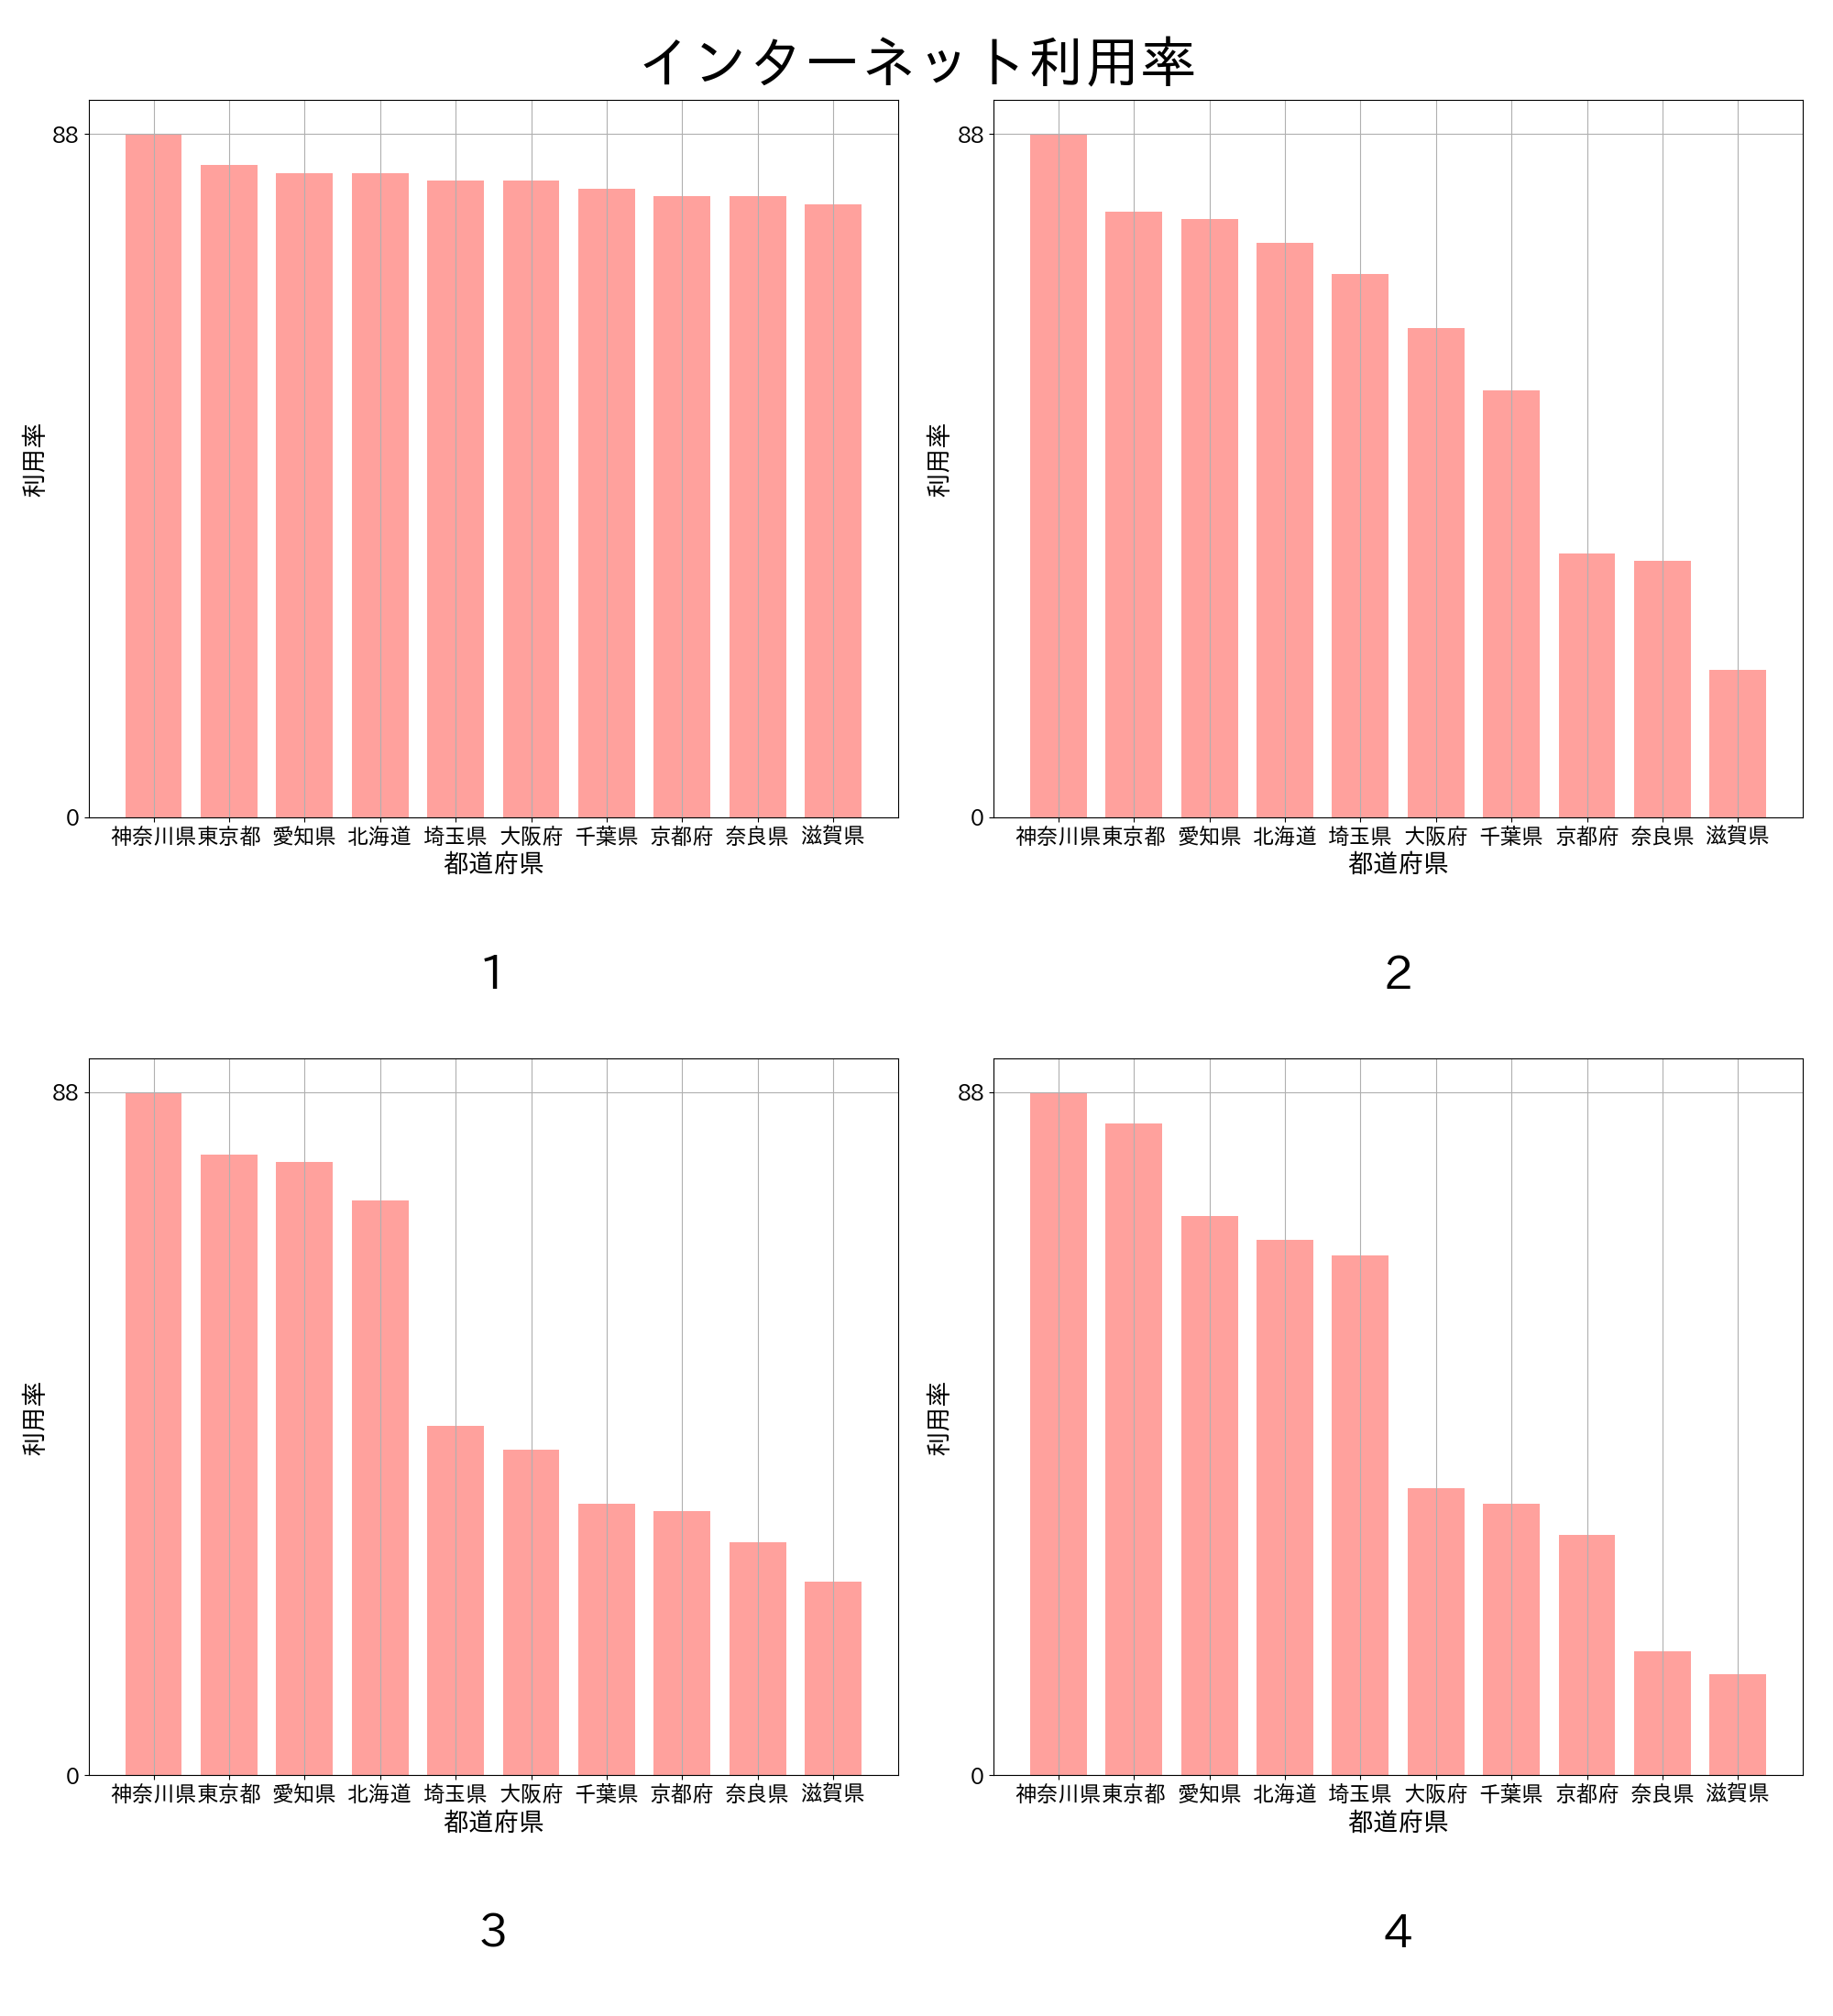 インターネット利用率
88
0
利用率
神奈川県 東京都 愛知県 北海道 埼玉県 大阪府 千葉県 京都府 奈良県 滋賀県
都道府県
1
88
0
利用率
神奈川県 東京都 愛知県 北海道 埼玉県 大阪府 千葉県 京都府 奈良県 滋賀県
都道府県
2
88
0
利用率
神奈川県 東京都 愛知県 北海道 埼玉県 大阪府 千葉県 京都府 奈良県 滋賀県
都道府県
3
88
0
利用率
神奈川県 東京都 愛知県 北海道 埼玉県 大阪府 千葉県 京都府 奈良県 滋賀県
都道府県
4